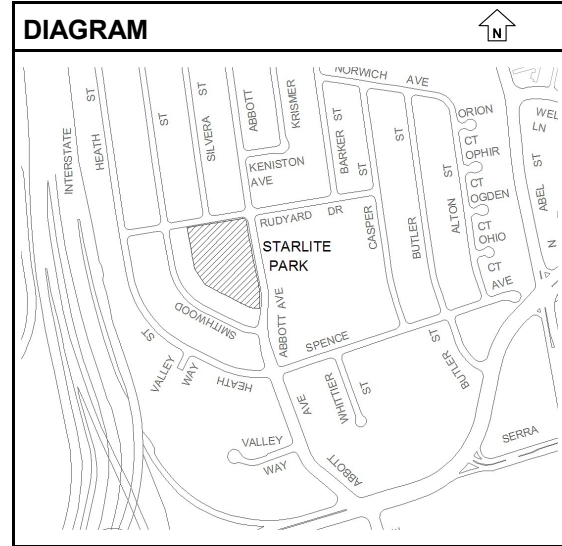 DIAGRAM
N
NORWICH AVE
INTERSTATE
HEATH ST
ST
SILVERA ST
ABBOTT
KRISMER
BARKER ST
ST
ORION
CT
OPHIR
CT
OGDEN
CT
OHIO
CT
AVE
WEL
LN
ABEL ST
N
KENISTON
AVE
RUDYARD DR
CASPER
BUTLER
ALTON ST
ST
STARLITE
PARK
ABBOTT AVE
SMITHWOOD
ST
SPENCE
VALLEY
WAY
HEATH
AVE
WHITTIER
ST
BUTLER ST
SERRA
VALLEY
WAY
ABBOTT